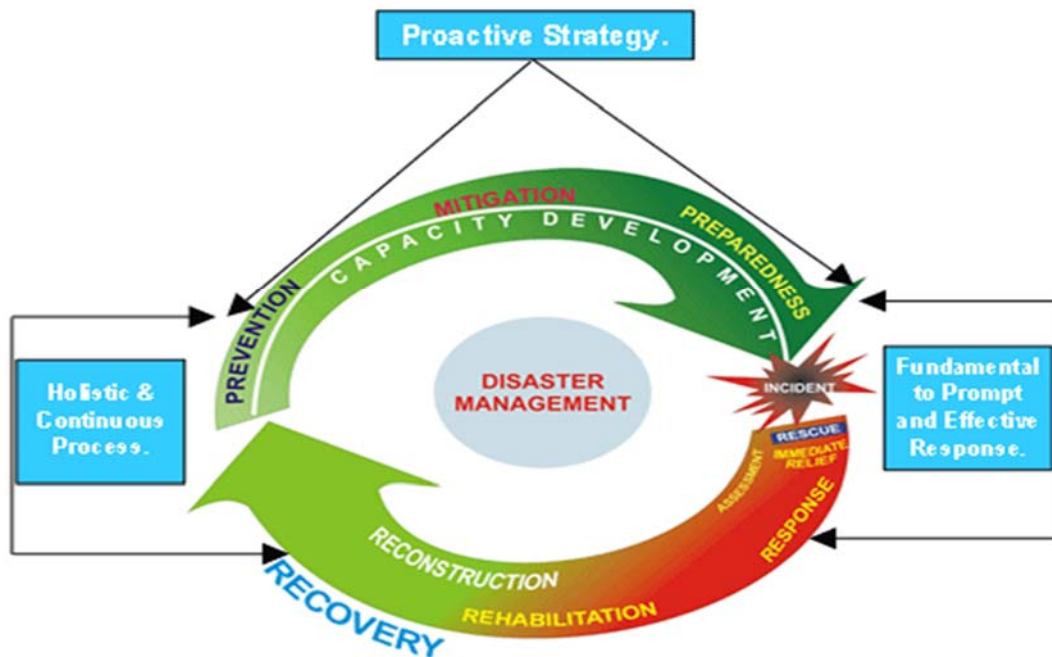 Proactive Strategy.
MITIGATION
CAPACITY DEVELOPMENT
PREPAREDNESS
PREVENTION
Holistic &
Continuous
Process.
DISASTER
MANAGEMENT
INCIDENT
Fundamental
to Prompt
and Effective
Response.
RESCUE
IMMEDIATE
RELIEF
ASSESSMENT
RESPONSE
RECONSTRUCTION
REHABILITATION
RECOVERY